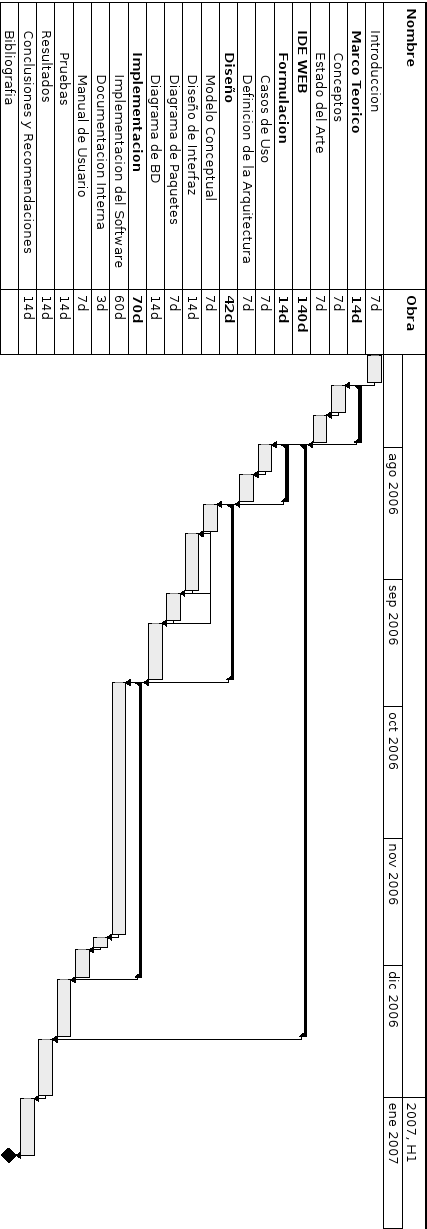 Nombre Obra 2007, H1
ago 2006 sep 2006 oct 2006 nov 2006 dic 2006 ene 2007
Introduccion 7d
Marco Teorico 14d
Conceptos 7d
Estado del Arte 7d
IDE WEB 140d
Formulacion 14d
Casos de Uso 7d
Definicion de la Arquitectura 7d
Diseño 42d
Modelo Conceptual 7d
Diseño de Interfaz 14d
Diagrama de Paquetes 7d
Diagrama de BD 14d
Implementacion 70d
Implementacion del Software 60d
Documentacion Interna 3d
Manual de Usuario 7d
Pruebas 14d
Resultados 14d
Conclusiones y Recomendaciones 14d
Bibliografia